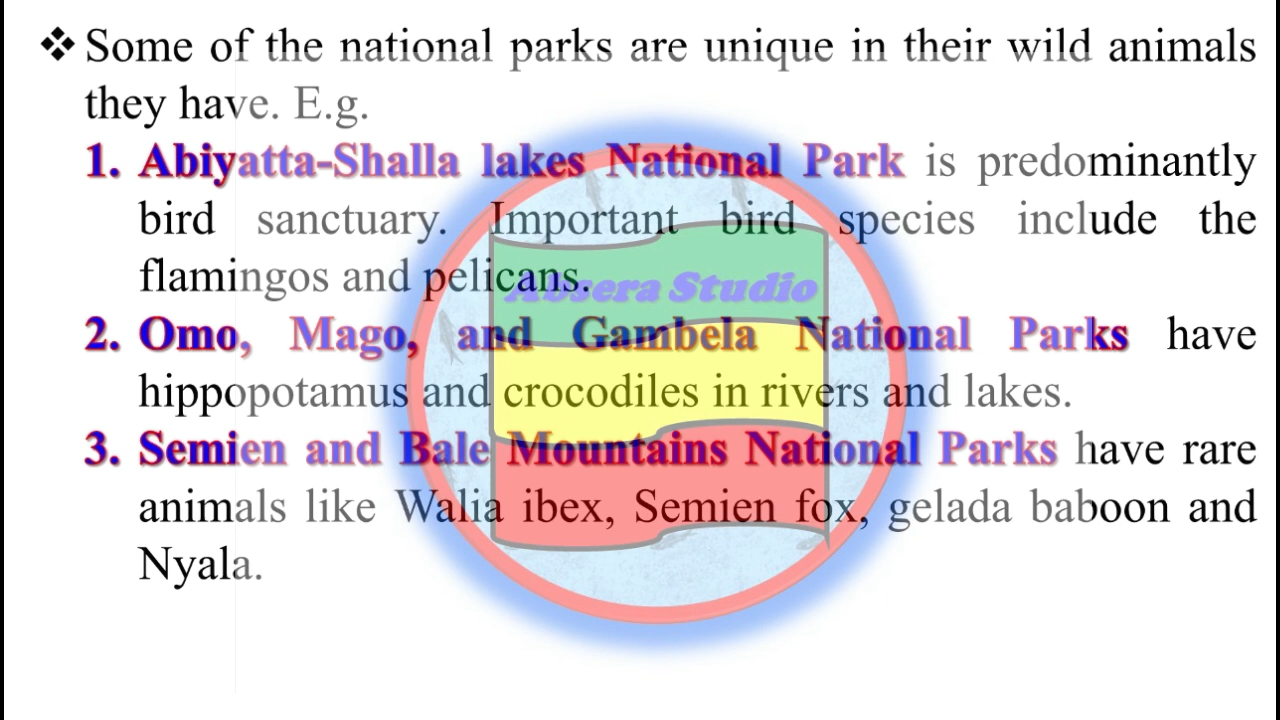 ❖ Some of the national parks are unique in their wild animals
they have. E.g.
1. Abiyatta-Shalla lakes National Park is predominantly
bird sanctuary. Important bird species include the
flamingos and pelicans.
Absera Studio
2. Omo, Mago, and Gambela National Parks have
hippopotamus and crocodiles in rivers and lakes.
3. Semien and Bale Mountains National Parks have rare
animals like Walia ibex, Semien fox, gelada baboon and
Nyala.